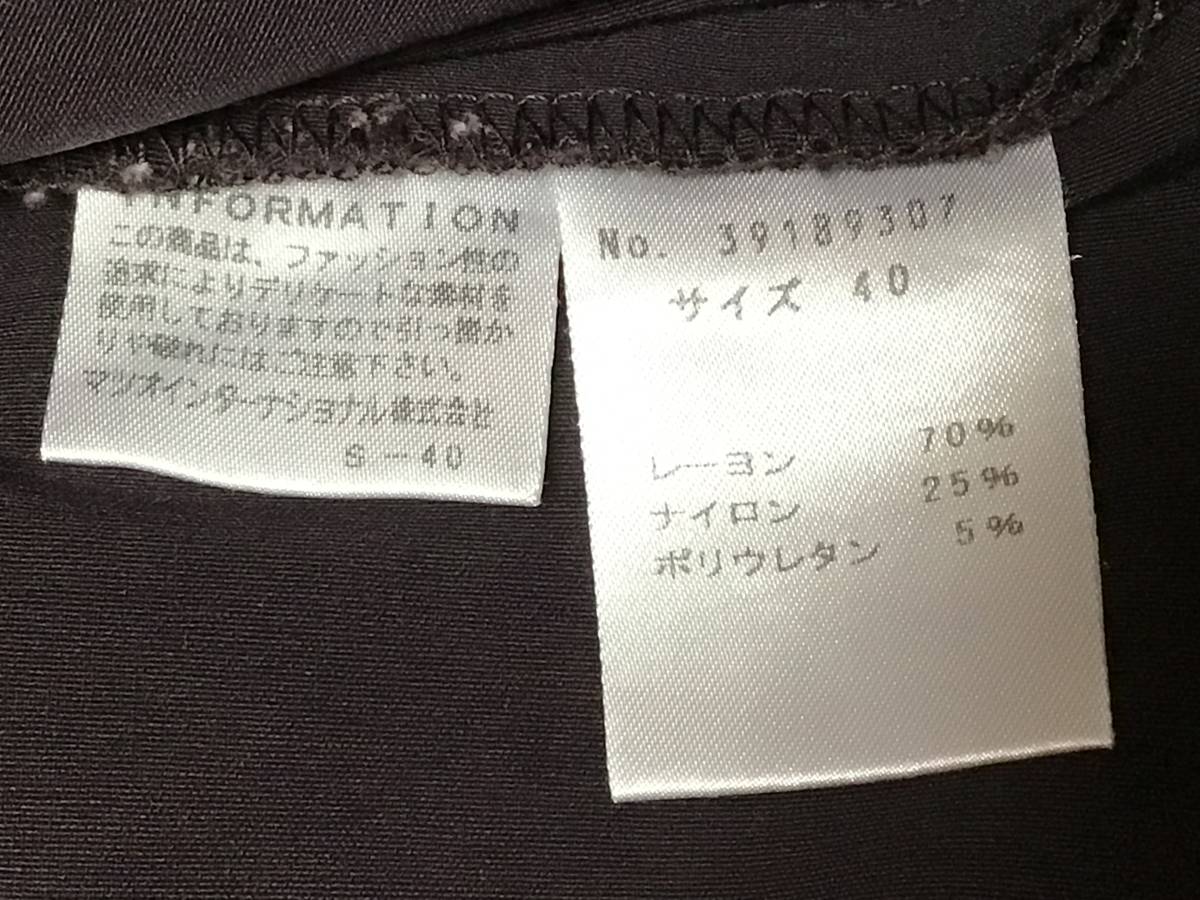 INFORMATION
この商品は、ファッション性の
追求によりデリケートな素材を
使用しておりますので引っ掛か
りや破れにはご注意下さい。
マツオインターナショナル株式会社
S-40
No. 39189307
サイズ 40
レーヨン 70%
ナイロン 25%
ポリウレタン 5%